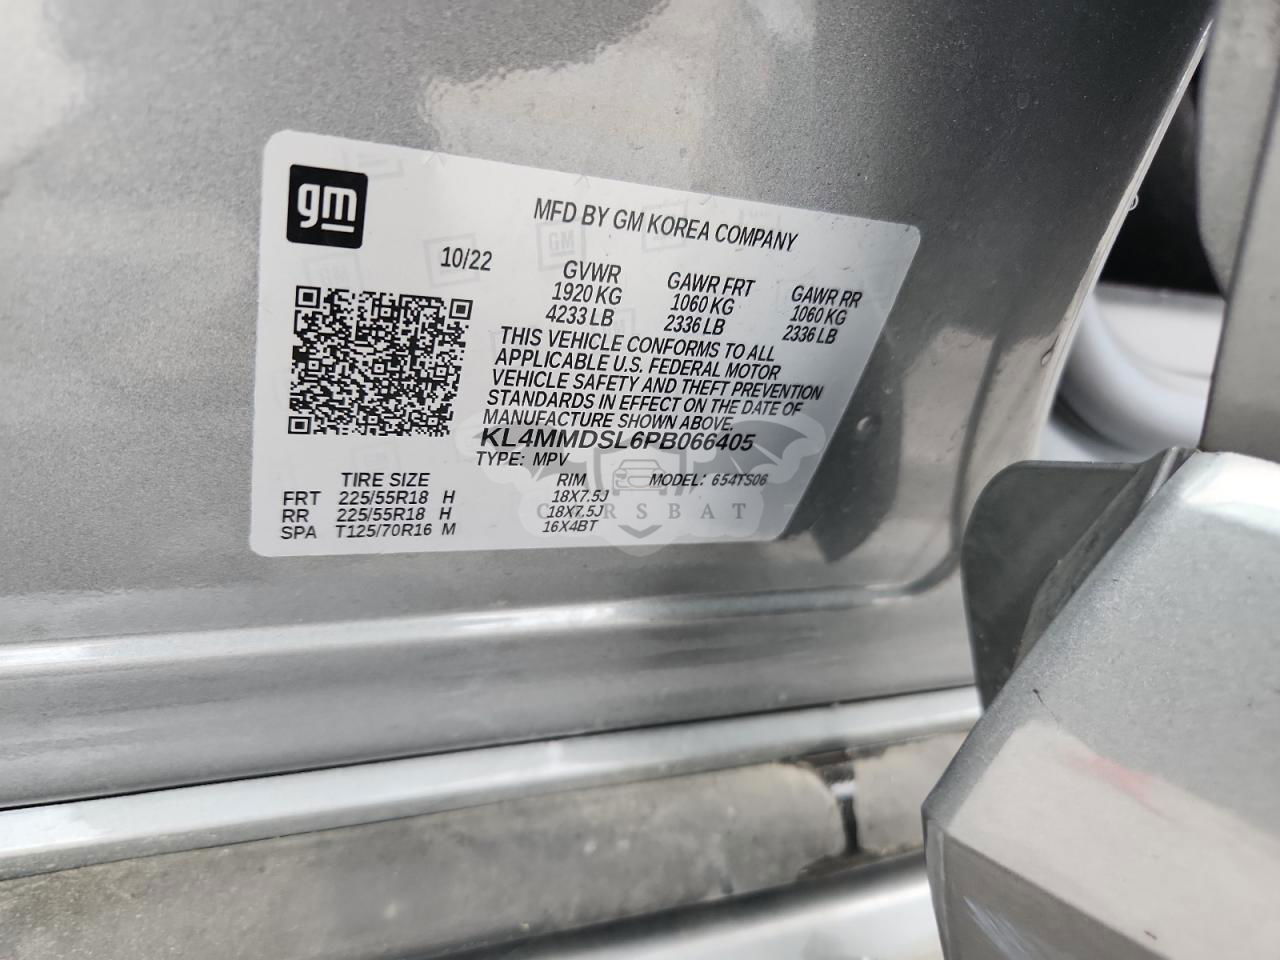 gm
MFD BY GM KOREA COMPANY
10/22
GVWR GAWR FRT GAWR RR
1920 KG 1060 KG 1060 KG
4233 LB 2336 LB 2336 LB
THIS VEHICLE CONFORMS TO ALL
APPLICABLE U.S. FEDERAL MOTOR
VEHICLE SAFETY AND THEFT PREVENTION
STANDARDS IN EFFECT ON THE DATE OF
MANUFACTURE SHOWN ABOVE.
KL4MMDSL6PB066405
TYPE: MPV
TIRE SIZE RIM MODEL: 654TS06
FRT 225/55R18 H 18X7.5J
RR 225/55R18 H 18X7.5J
SPA T125/70R16 M 16X4BT